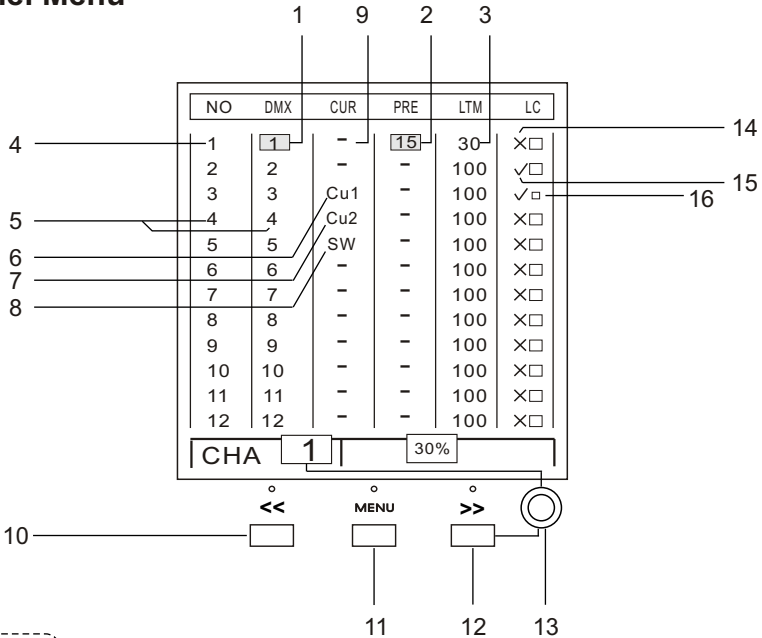 Menu
1 9 2 3
NO DMX CUR PRE LTM LC
4 1 1 - 15 30 ×□ 14
2 2 - - 100 ✓□ 15
3 3 Cu1 - 100 ✓□ 16
5 4 4 Cu2 - 100 ×□
6 5 5 SW - 100 ×□
7 6 6 - - 100 ×□
8 7 7 - - 100 ×□
8 8 - - 100 ×□
9 9 - - 100 ×□
10 10 - - 100 ×□
11 11 - - 100 ×□
12 12 - - 100 ×□
CHA 1 30%
<< MENU >>
10
11 12 13